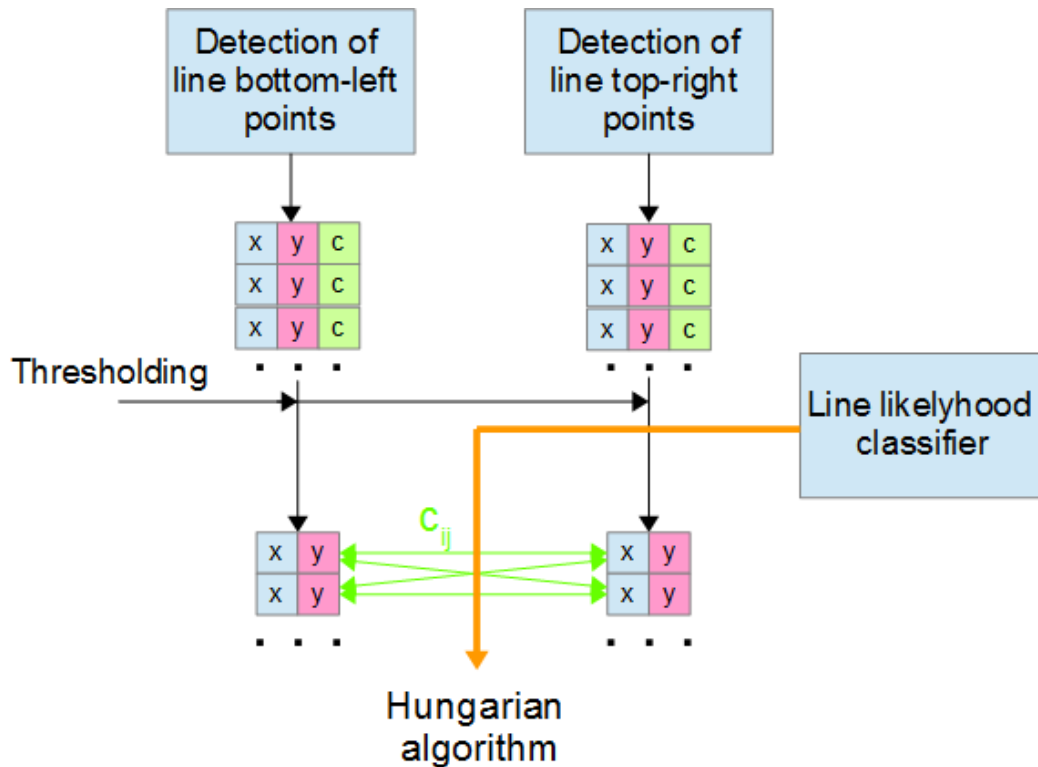 Detection of
line bottom-left
points
Detection of
line top-right
points
x y c
x y c
x y c
. . .
x y c
x y c
x y c
. . .
Thresholding
Line likelyhood
classifier
c_ij
x y
x y
. . .
x y
x y
. . .
Hungarian
algorithm